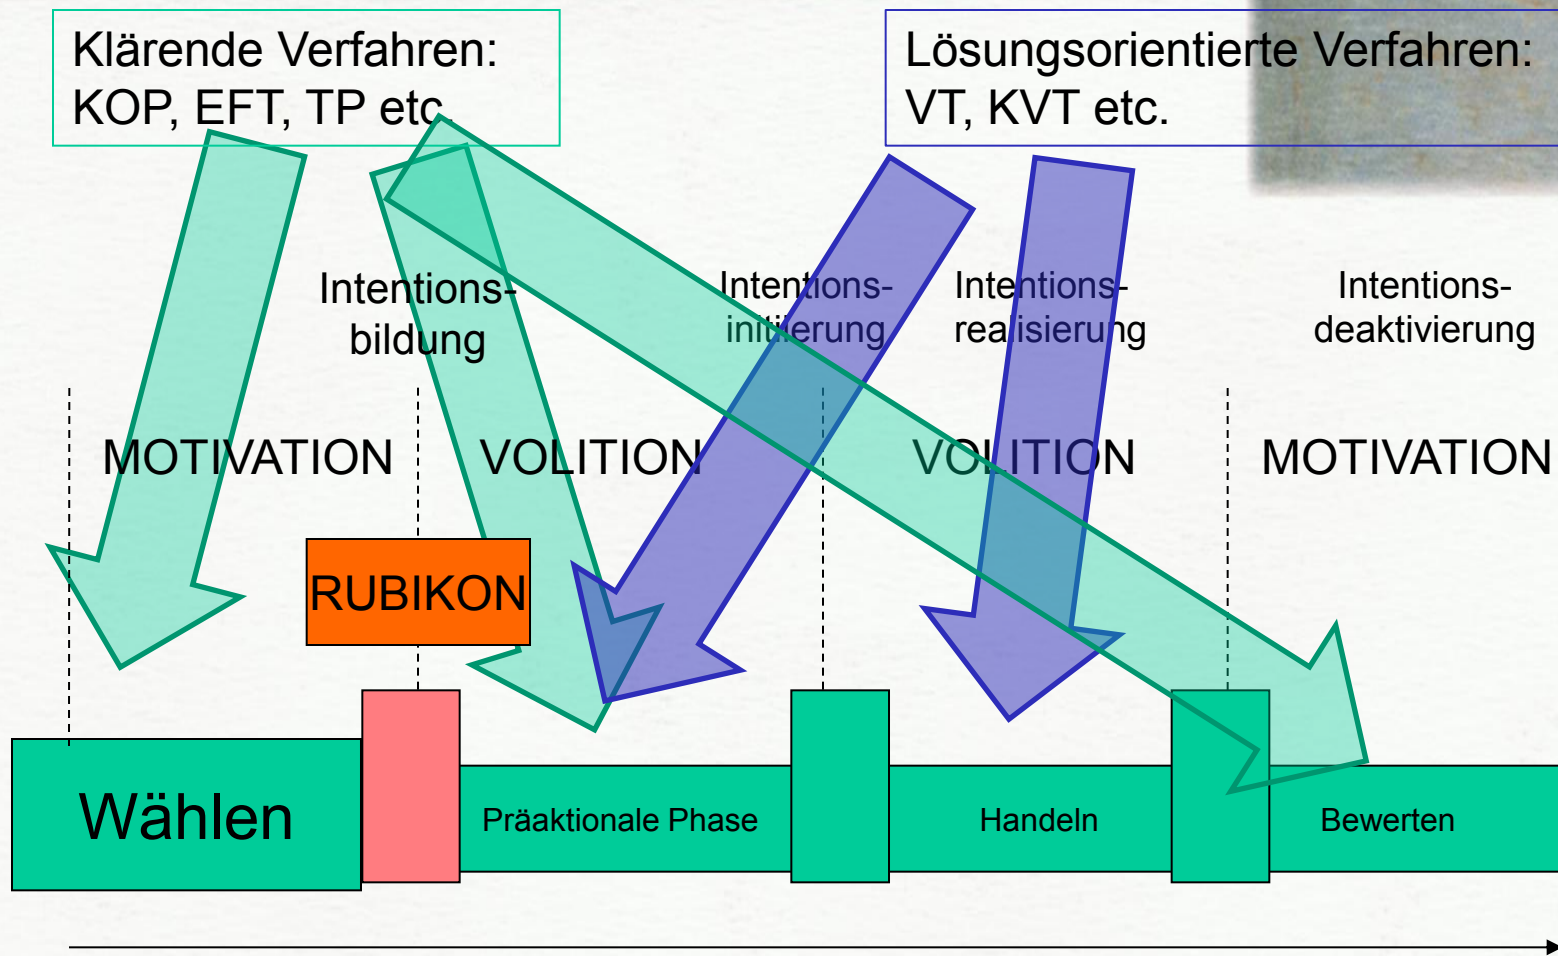 Klärende Verfahren:
KOP, EFT, TP etc.
Lösungsorientierte Verfahren:
VT, KVT etc.
Intentions-
bildung
Intentions-
initiierung
Intentions-
realisierung
Intentions-
deaktivierung
MOTIVATION
VOLITION
VOLITION
MOTIVATION
RUBIKON
Wählen
Präaktionale Phase
Handeln
Bewerten